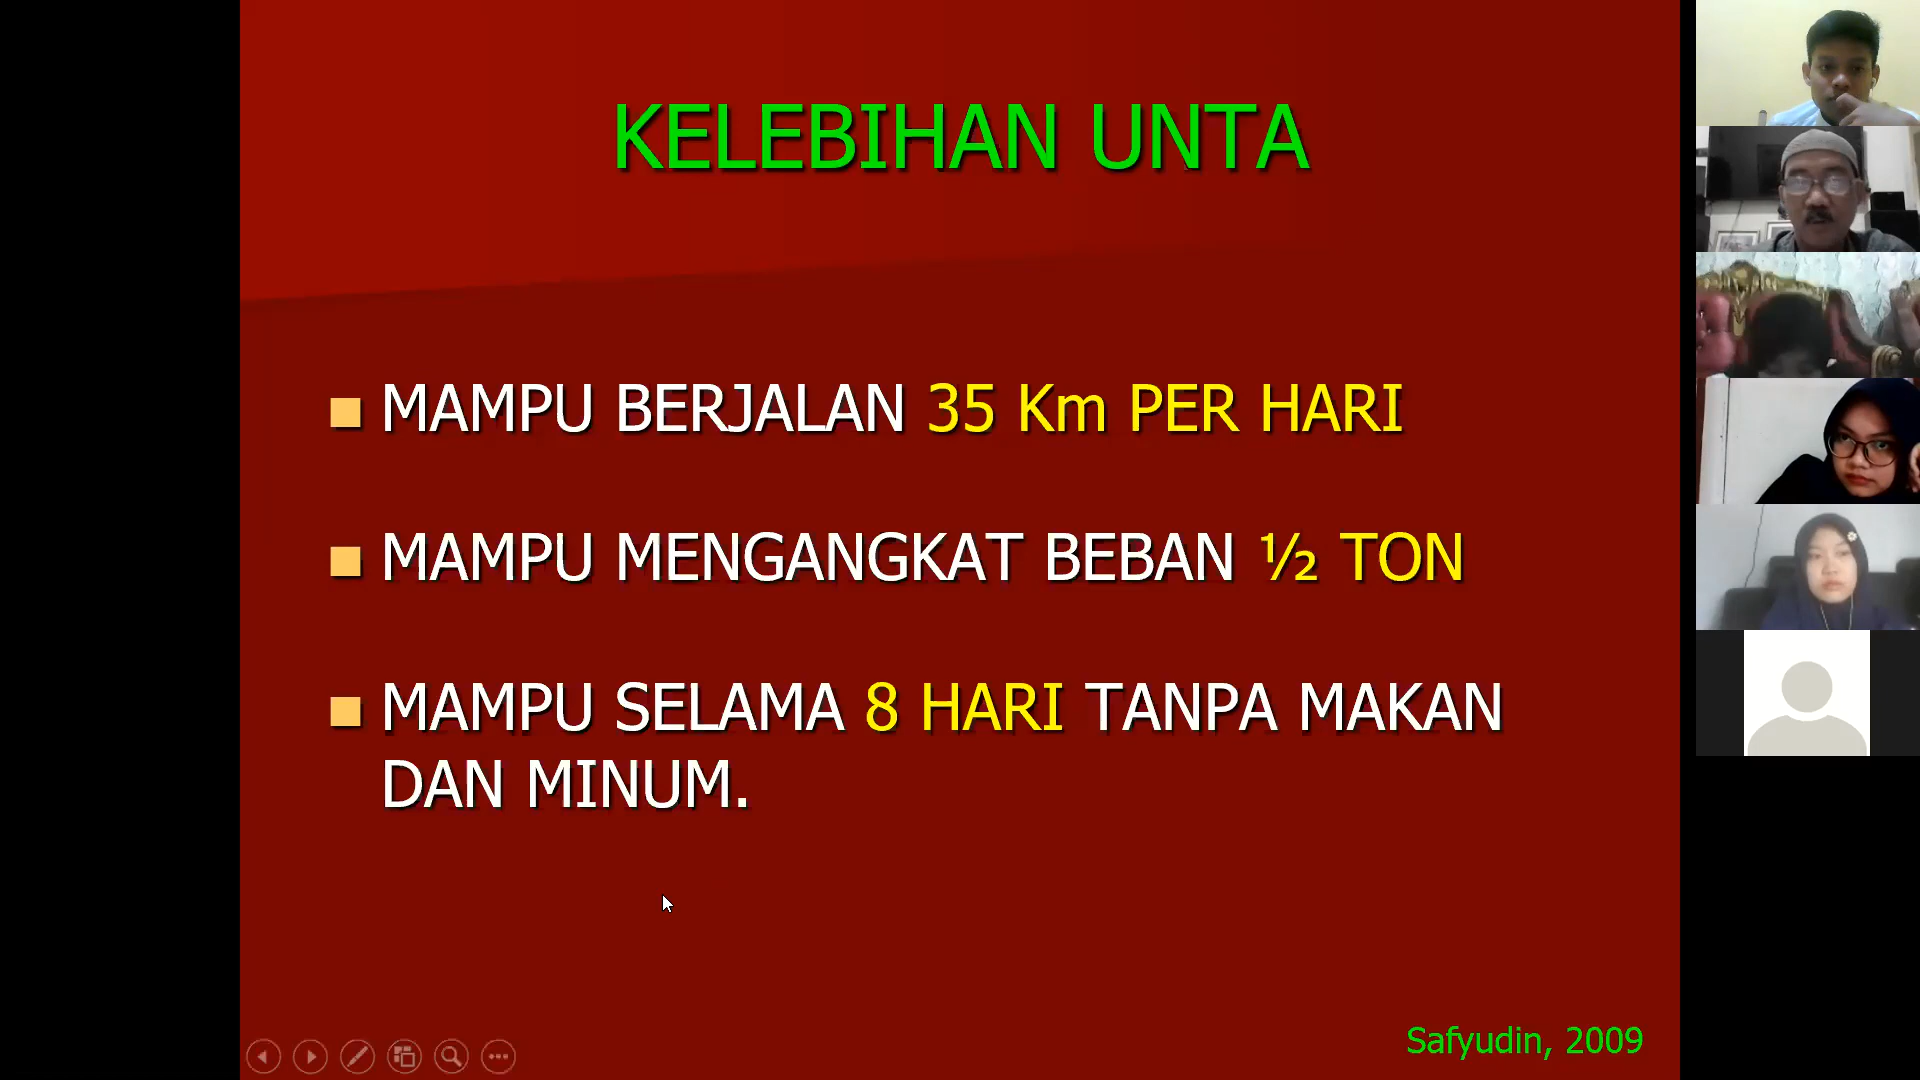 KELEBIHAN UNTA
MAMPU BERJALAN 35 Km PER HARI
MAMPU MENGANGKAT BEBAN ½ TON
MAMPU SELAMA 8 HARI TANPA MAKAN
DAN MINUM.
Safyudin, 2009